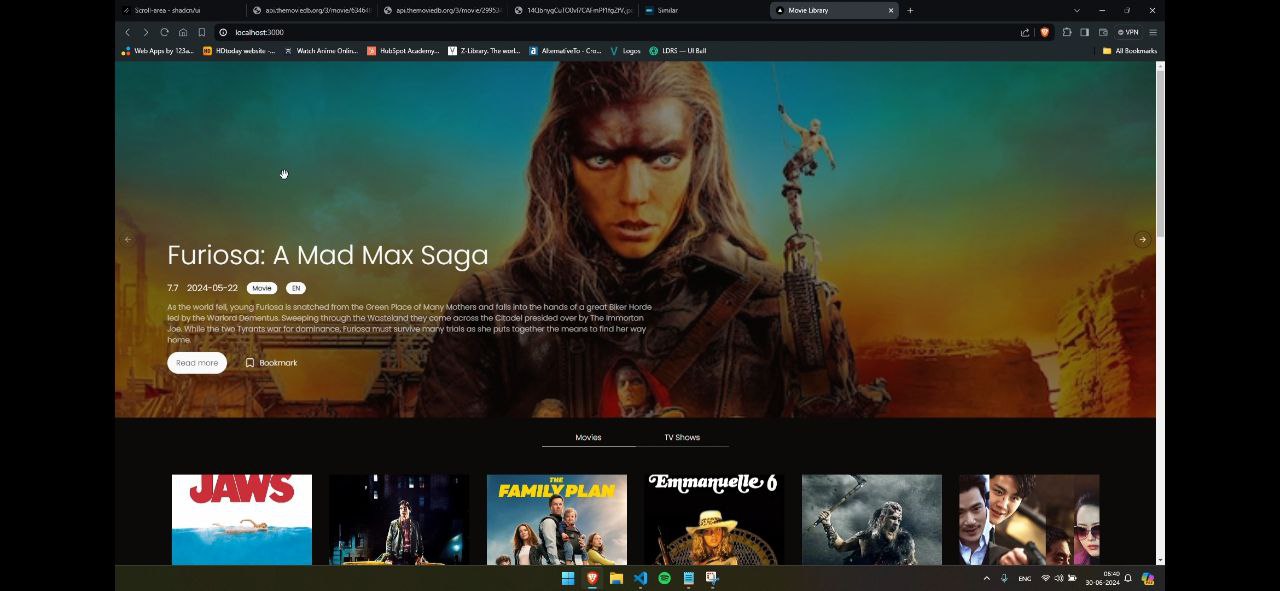 Scroll-area - shadcn/ui
api.themoviedb.org/3/movie/63464
api.themoviedb.org/3/movie/29953
Similar
Movie Library
localhost:3000
VPN
Web Apps by 123a...
HDtoday website -...
Watch Anime Onlin...
HubSpot Academy...
Z-Library. The worl...
AlternativeTo - Cro...
Logos
LDRS — UI Ball
All Bookmarks
Furiosa: A Mad Max Saga
7.7 2024-05-22 Movie EN
As the world fell, young Furiosa is snatched from the Green Place of Many Mothers and falls into the hands of a great Biker Horde
led by the Warlord Dementus. Sweeping through the Wasteland they come across the Citadel presided over by The Immortan
Joe. While the two Tyrants war for dominance, Furiosa must survive many trials as she puts together the means to find her way
home.
Read more Bookmark
Movies TV Shows
JAWS
THE
FAMILY PLAN
Emmanuelle 6
ENG
06:40
30-06-2024